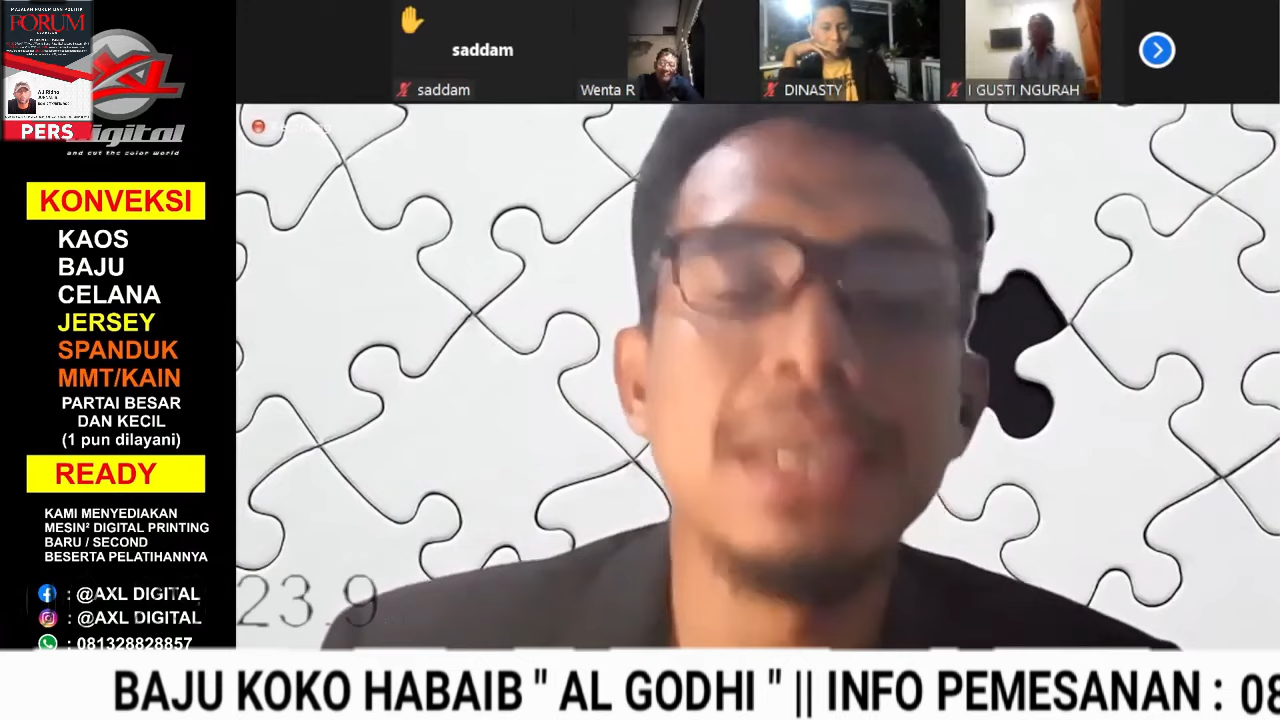 FORUM
PERS
AXL
Digital
and cut the color world
KONVEKSI
KAOS
BAJU
CELANA
JERSEY
SPANDUK
MMT/KAIN
PARTAI BESAR
DAN KECIL
(1 pun dilayani)
READY
KAMI MENYEDIAKAN
MESIN² DIGITAL PRINTING
BARU / SECOND
BESERTA PELATIHANNYA
: @AXL DIGITAL
: @AXL DIGITAL
: 081328828857
saddam
saddam
Wenta R
DINASTY
I GUSTI NGURAH
23.9
BAJU KOKO HABAIB " AL GODHI " || INFO PEMESANAN : 08